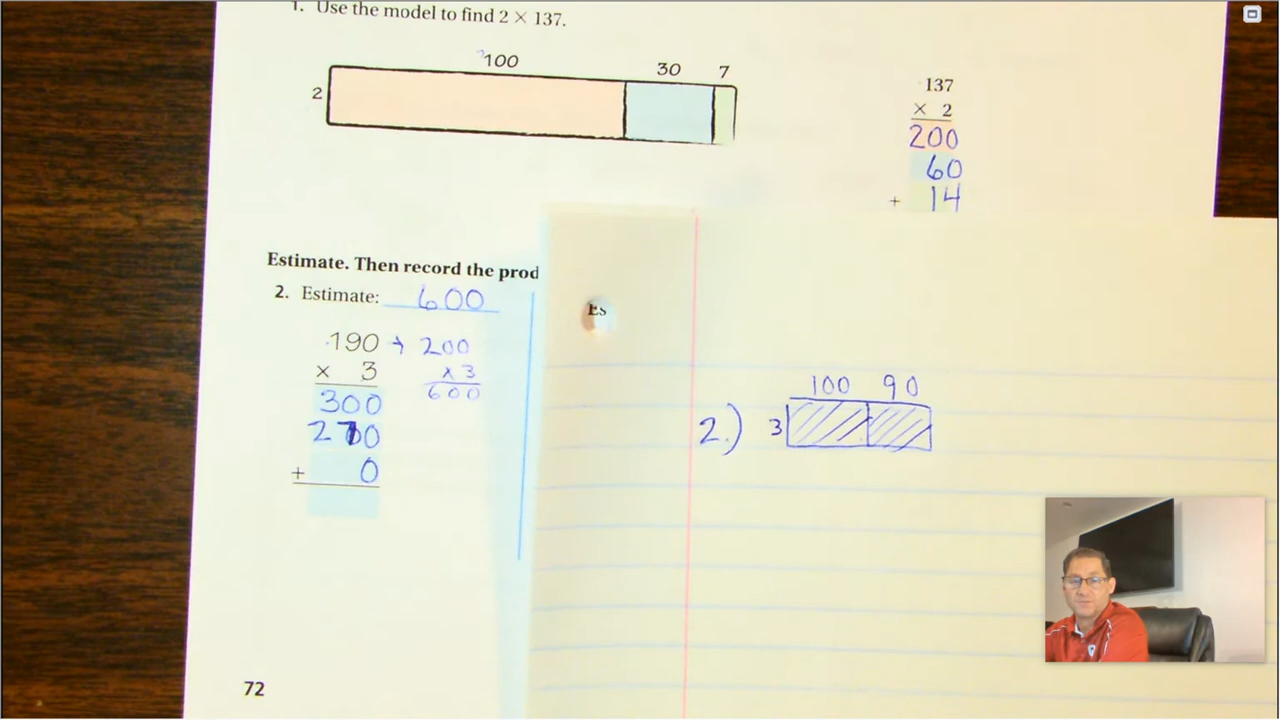 1. Use the model to find 2 × 137.
100 30 7
2
137
× 2
200
60
+ 14
Estimate. Then record the prod
2. Estimate: 600
190 → 200
× 3 × 3
300 600
270
+ 0
Es
100 90
2.) 3
72